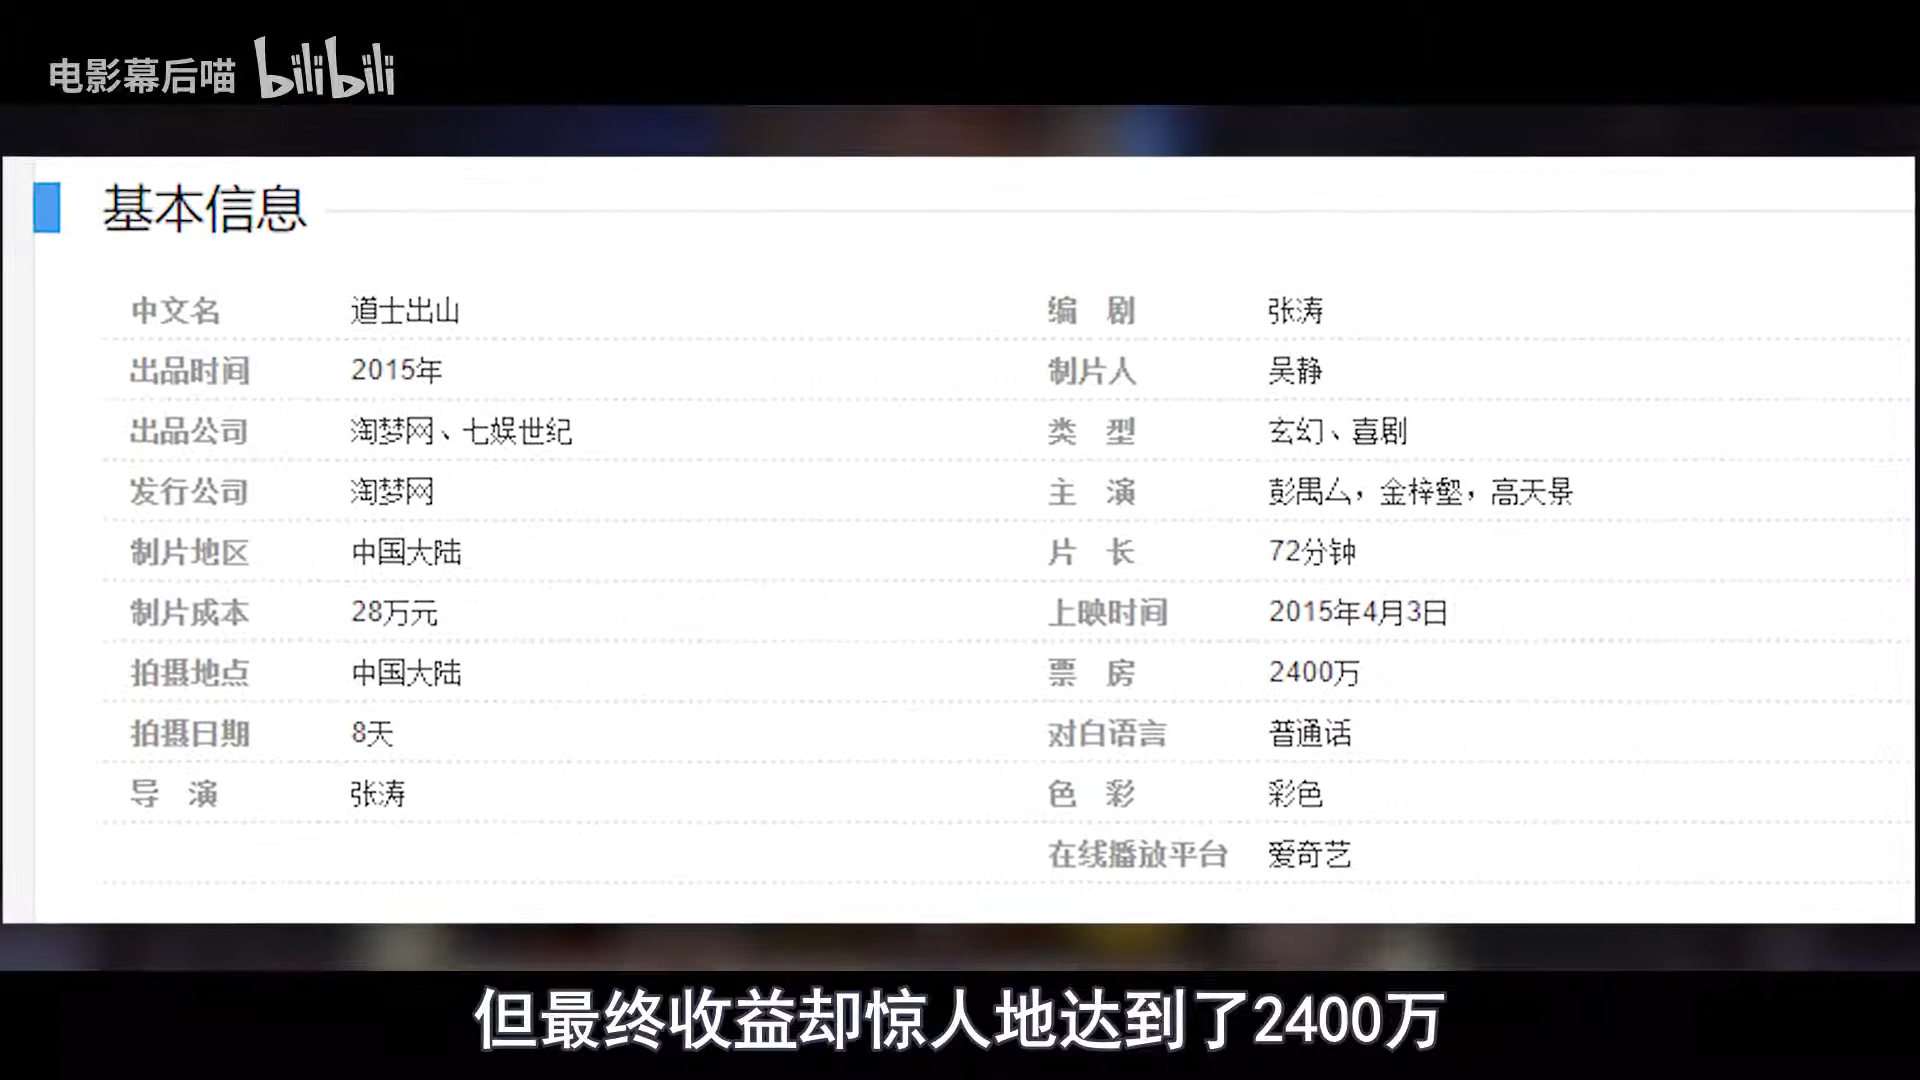 电影幕后喵 bilibili
基本信息
中文名 道士出山
出品时间 2015年
出品公司 淘梦网、七娱世纪
发行公司 淘梦网
制片地区 中国大陆
制片成本 28万元
拍摄地点 中国大陆
拍摄日期 8天
导 演 张涛
编 剧 张涛
制片人 吴静
类 型 玄幻、喜剧
主 演 彭禺厶，金梓壑，高天景
片 长 72分钟
上映时间 2015年4月3日
票 房 2400万
对白语言 普通话
色 彩 彩色
在线播放平台 爱奇艺
但最终收益却惊人地达到了2400万